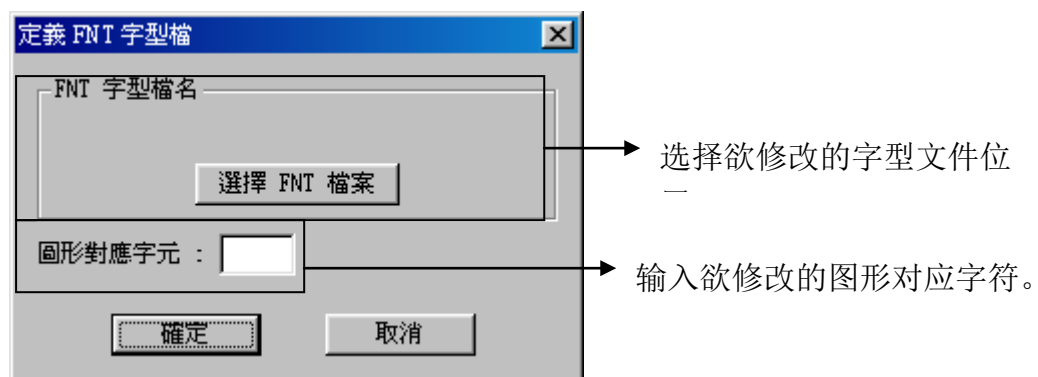 定義 FNT 字型檔
FNT 字型檔名
選擇 FNT 檔案
圖形對應字元 :
確定
取消
选择欲修改的字型文件位
输入欲修改的图形对应字符。